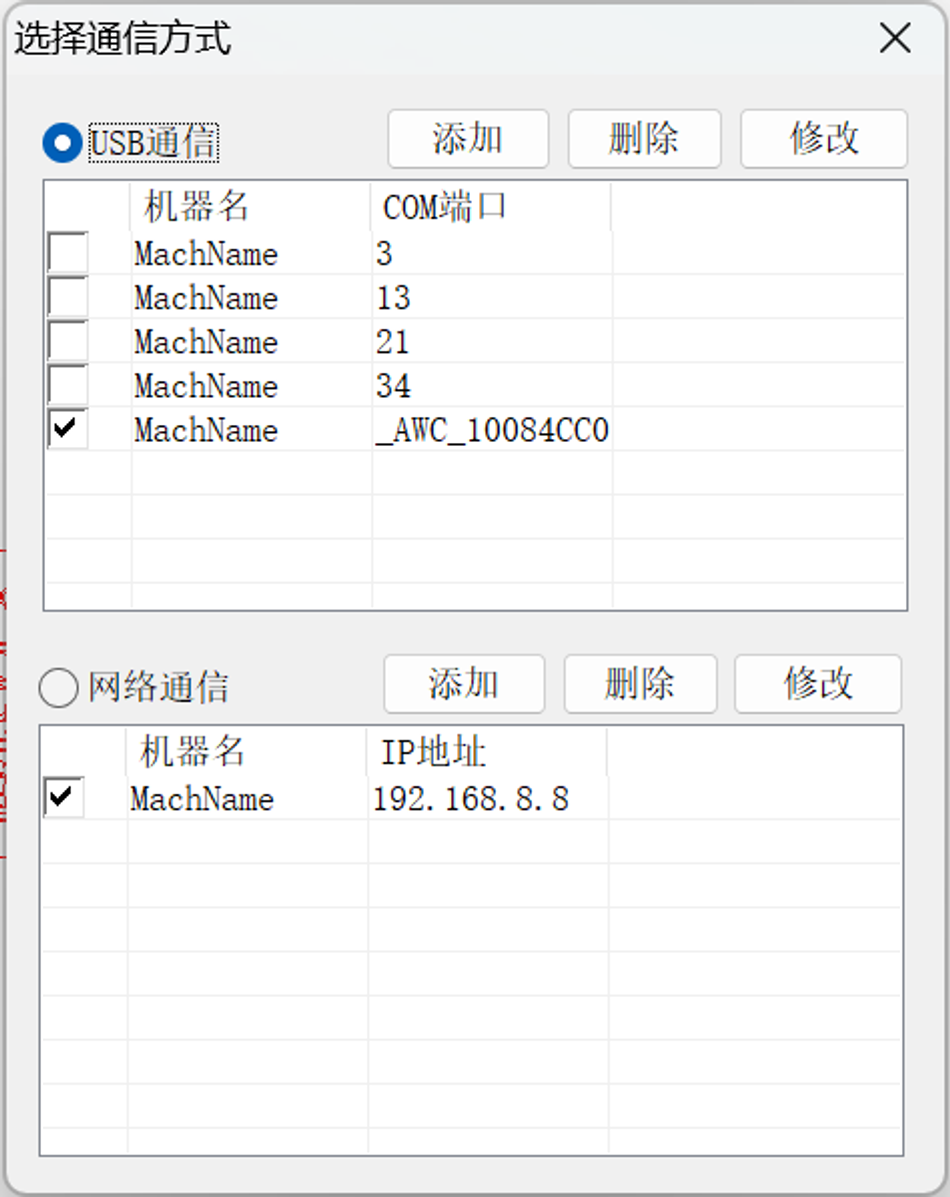 选择通信方式
USB通信 添加 删除 修改
机器名 COM端口
MachName 3
MachName 13
MachName 21
MachName 34
MachName _AWC_10084CC0
网络通信 添加 删除 修改
机器名 IP地址
MachName 192.168.8.8